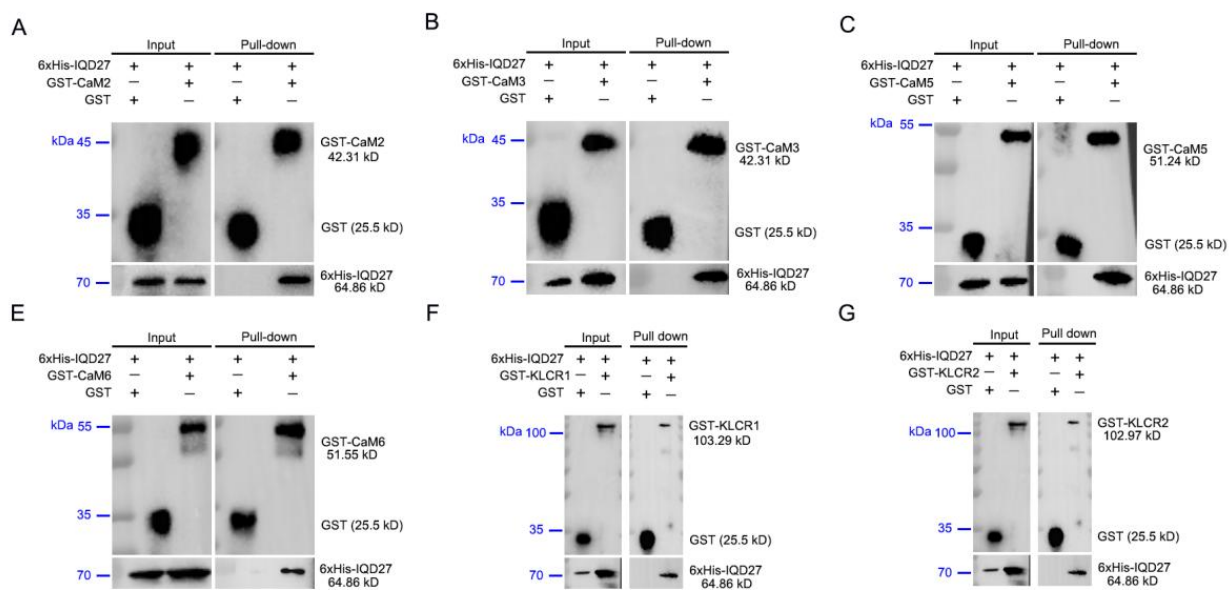 A
Input Pull-down
6xHis-IQD27 + + + +
GST-CaM2 – + – +
GST + – + –
kDa 45
GST-CaM2
42.31 kD
35
GST (25.5 kD)
70
6xHis-IQD27
64.86 kD
B
Input Pull-down
6xHis-IQD27 + + + +
GST-CaM3 – + – +
GST + – + –
kDa 45
GST-CaM3
42.31 kD
35
GST (25.5 kD)
70
6xHis-IQD27
64.86 kD
C
Input Pull-down
6xHis-IQD27 + + + +
GST-CaM5 – + – +
GST + – + –
kDa 55
GST-CaM5
51.24 kD
35
GST (25.5 kD)
70
6xHis-IQD27
64.86 kD
E
Input Pull-down
6xHis-IQD27 + + + +
GST-CaM6 – + – +
GST + – + –
kDa 55
GST-CaM6
51.55 kD
35
GST (25.5 kD)
70
6xHis-IQD27
64.86 kD
F
Input Pull down
6xHis-IQD27 + + + +
GST-KLCR1 – + – +
GST + – + –
kDa 100
GST-KLCR1
103.29 kD
35
GST (25.5 kD)
70
6xHis-IQD27
64.86 kD
G
Input Pull down
6xHis-IQD27 + + + +
GST-KLCR2 – + – +
GST + – + –
kDa 100
GST-KLCR2
102.97 kD
35
GST (25.5 kD)
70
6xHis-IQD27
64.86 kD